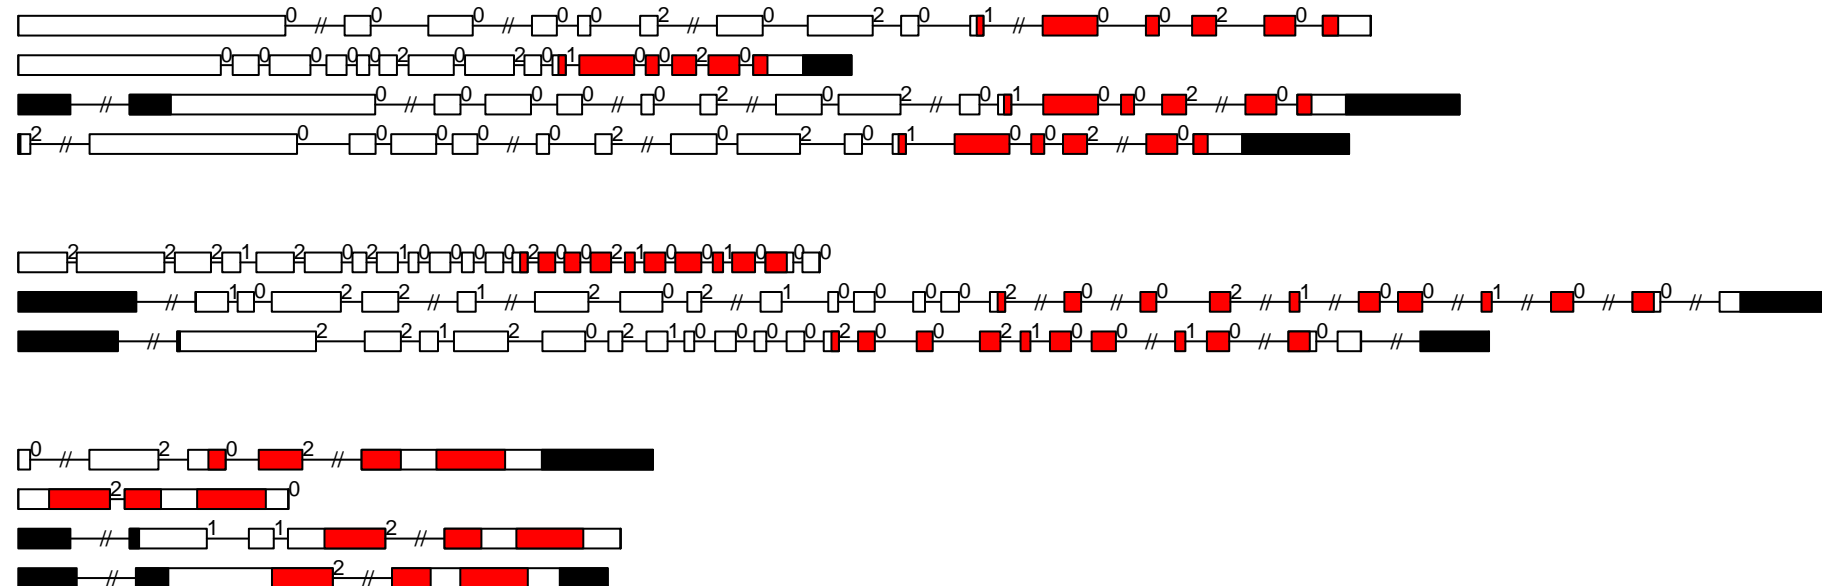 0 // 0 0 // 0 0 2 // 0 2 0 1 // 0 0 2 0
0 0 0 0 0 2 0 2 0 1 0 0 2 0
// 0 // 0 0 0 // 0 2 // 0 2 // 0 1 0 0 2 // 0
2 // 0 0 0 0 // 0 2 // 0 2 0 1 0 0 2 // 0
2 2 2 1 2 0 2 1 0 0 0 0 2 0 0 2 1 0 0 1 0 0 0
// 1 0 2 2 // 1 // 2 0 2 // 1 0 0 0 0 2 // 0 // 0 2 // 1 // 0 0 // 1 // 0 // 0 //
// 2 2 1 2 0 2 1 0 0 0 0 2 0 0 2 1 0 0 // 1 0 // 0 //
0 // 2 0 2 //
2 0
// 1 1 2 //
// 2 //